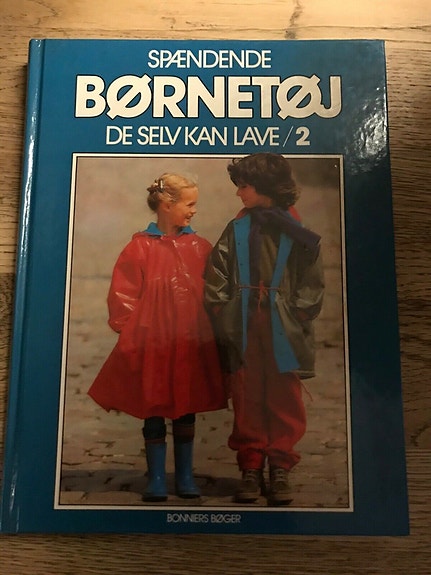 SPÆNDENDE
BØRNETØJ
DE SELV KAN LAVE/2
BONNIERS BØGER